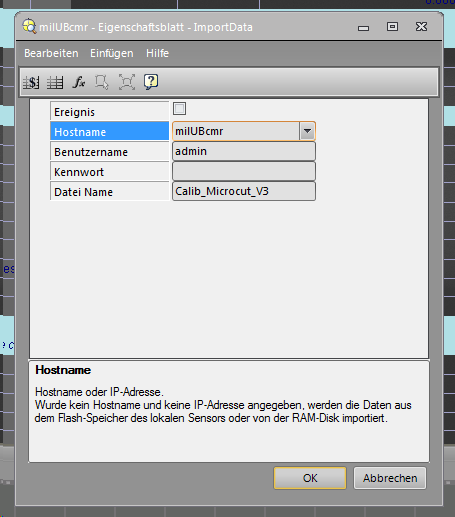 milUBcmr - Eigenschaftsblatt - ImportData
Bearbeiten Einfügen Hilfe
Ereignis
Hostname milUBcmr
Benutzername admin
Kennwort
Datei Name Calib_Microcut_V3
Hostname
Hostname oder IP-Adresse.
Wurde kein Hostname und keine IP-Adresse angegeben, werden die Daten aus
dem Flash-Speicher des lokalen Sensors oder von der RAM-Disk importiert.
OK Abbrechen